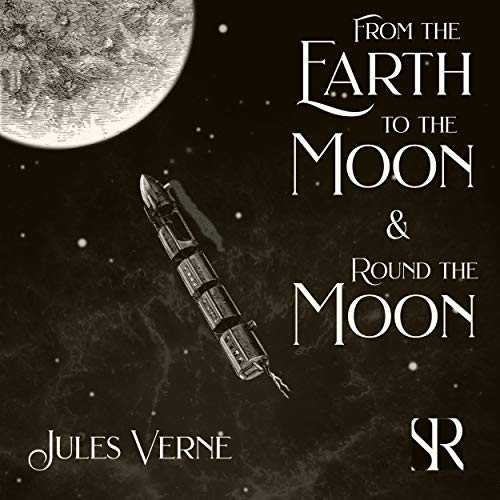 From the
Earth
to the
Moon
&
Round the
Moon
Jules Verne
SR